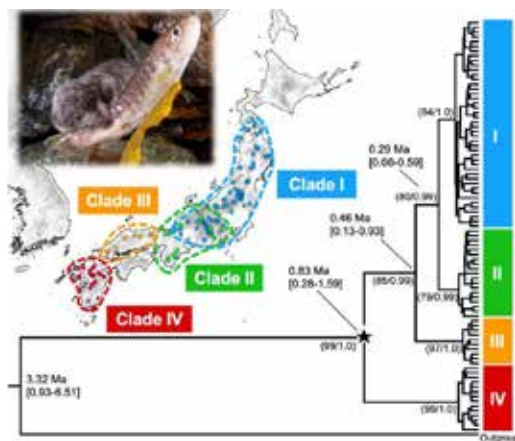 Clade I
Clade III
Clade II
Clade IV
3.32 Ma
[0.93-6.51]
0.83 Ma
[0.28-1.59]
0.46 Ma
[0.13-0.93]
0.29 Ma
[0.06-0.59]
(99/1.0)
(85/0.99)
(80/0.99)
(94/1.0)
(79/0.99)
(97/1.0)
(99/1.0)
I
II
III
IV